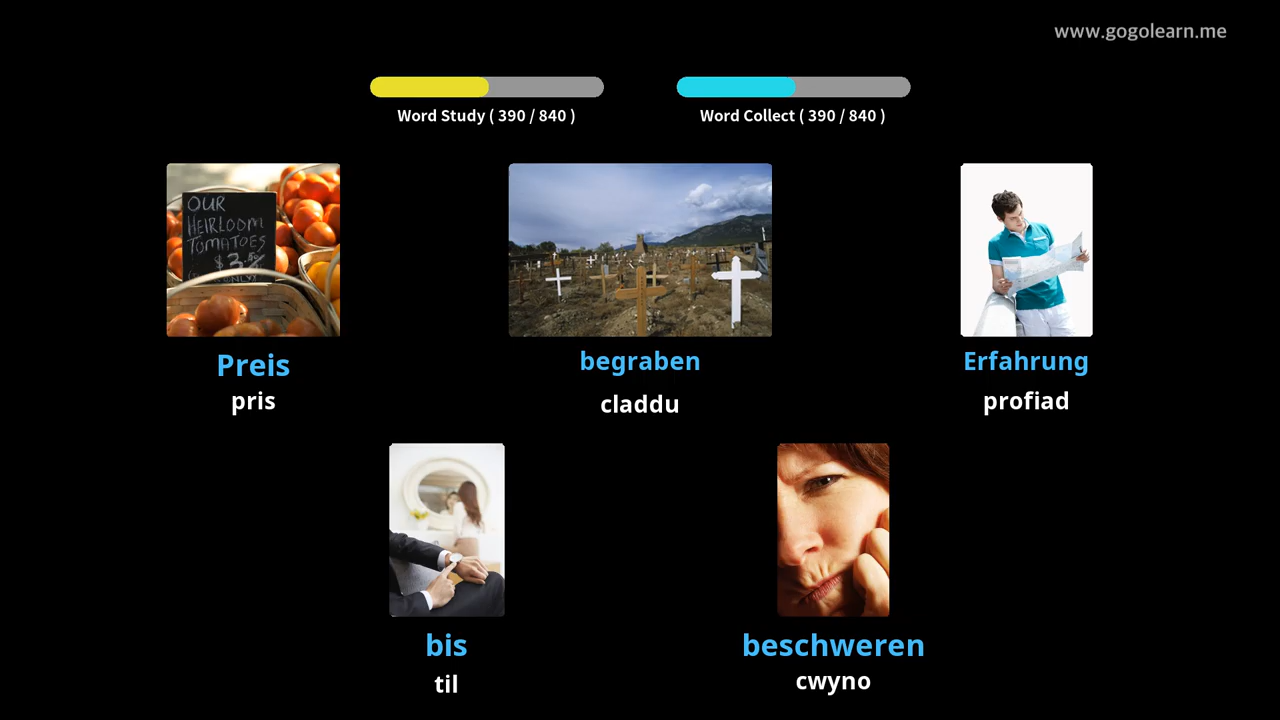 www.gogolearn.me
Word Study ( 390 / 840 )
Word Collect ( 390 / 840 )
OUR
HEIRLOOM
TOMATOES
Preis
pris
begraben
claddu
Erfahrung
profiad
bis
til
beschweren
cwyno